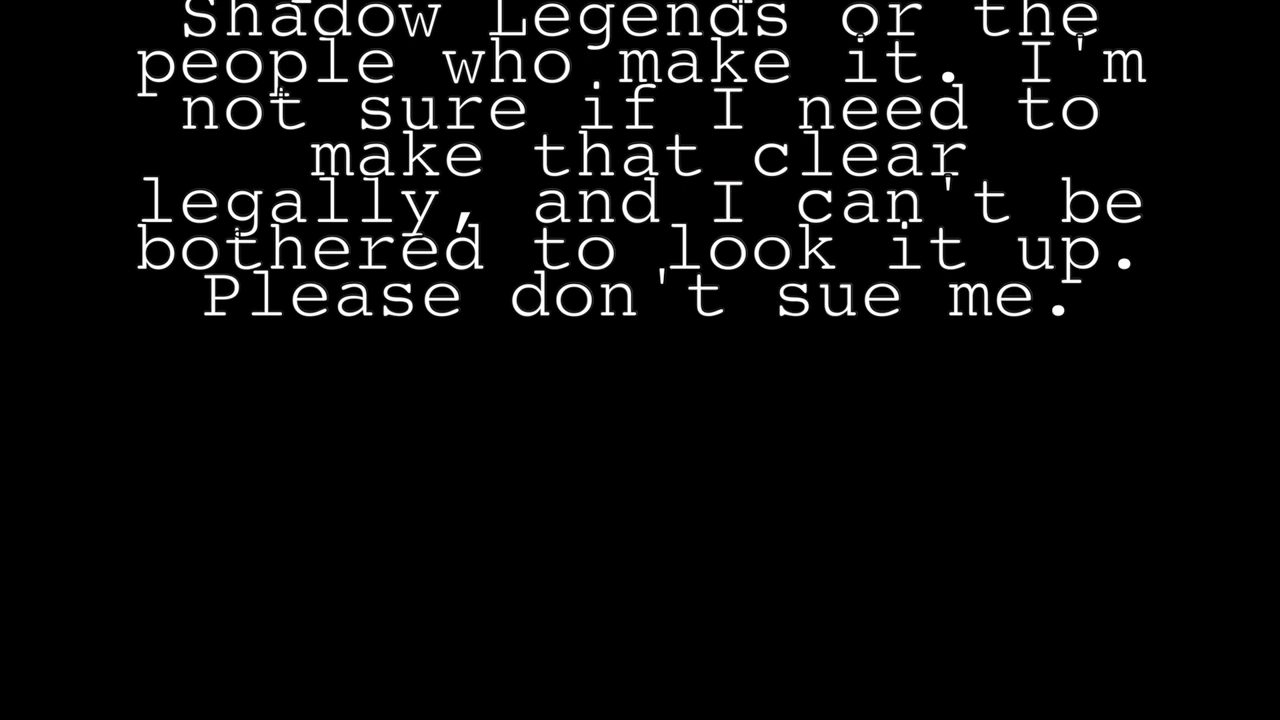 Shadow Legends or the
people who make it. I'm
not sure if I need to
make that clear
legally, and I can't be
bothered to look it up.
Please don't sue me.